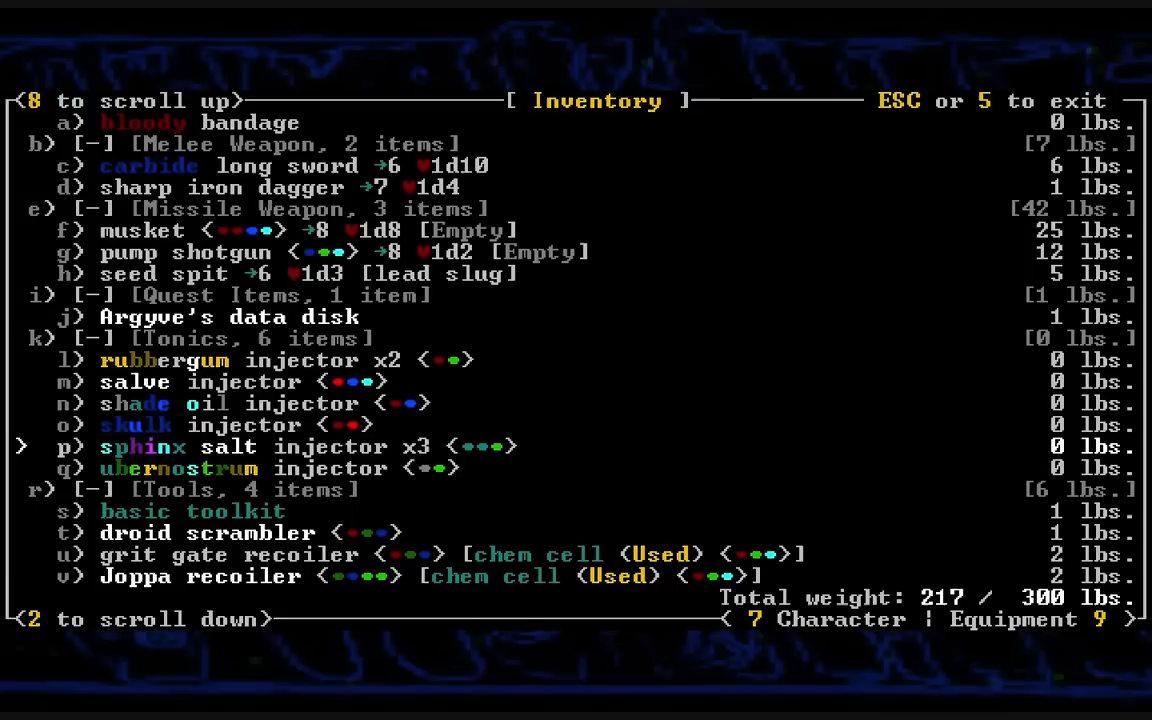 <8 to scroll up> [ Inventory ] ESC or 5 to exit
a) bloody bandage 0 lbs.
b) [-] [Melee Weapon, 2 items] [7 lbs.]
c) carbide long sword →6 ♥1d10 6 lbs.
d) sharp iron dagger →7 ♥1d4 1 lbs.
e) [-] [Missile Weapon, 3 items] [42 lbs.]
f) musket <••••> →8 ♥1d8 [Empty] 25 lbs.
g) pump shotgun <•••> →8 ♥1d2 [Empty] 12 lbs.
h) seed spit →6 ♥1d3 [lead slug] 5 lbs.
i) [-] [Quest Items, 1 item] [1 lbs.]
j) Argyve's data disk 1 lbs.
k) [-] [Tonics, 6 items] [0 lbs.]
l) rubbergum injector x2 <••> 0 lbs.
m) salve injector <•••> 0 lbs.
n) shade oil injector <••> 0 lbs.
o) skulk injector <••> 0 lbs.
> p) sphinx salt injector x3 <•••> 0 lbs.
q) ubernostrum injector <••> 0 lbs.
r) [-] [Tools, 4 items] [6 lbs.]
s) basic toolkit 1 lbs.
t) droid scrambler <•••> 1 lbs.
u) grit gate recoiler <•••> [chem cell (Used) <•••>] 2 lbs.
v) Joppa recoiler <••••> [chem cell (Used) <•••>] 2 lbs.
Total weight: 217 / 300 lbs.
<2 to scroll down> < 7 Character | Equipment 9 >